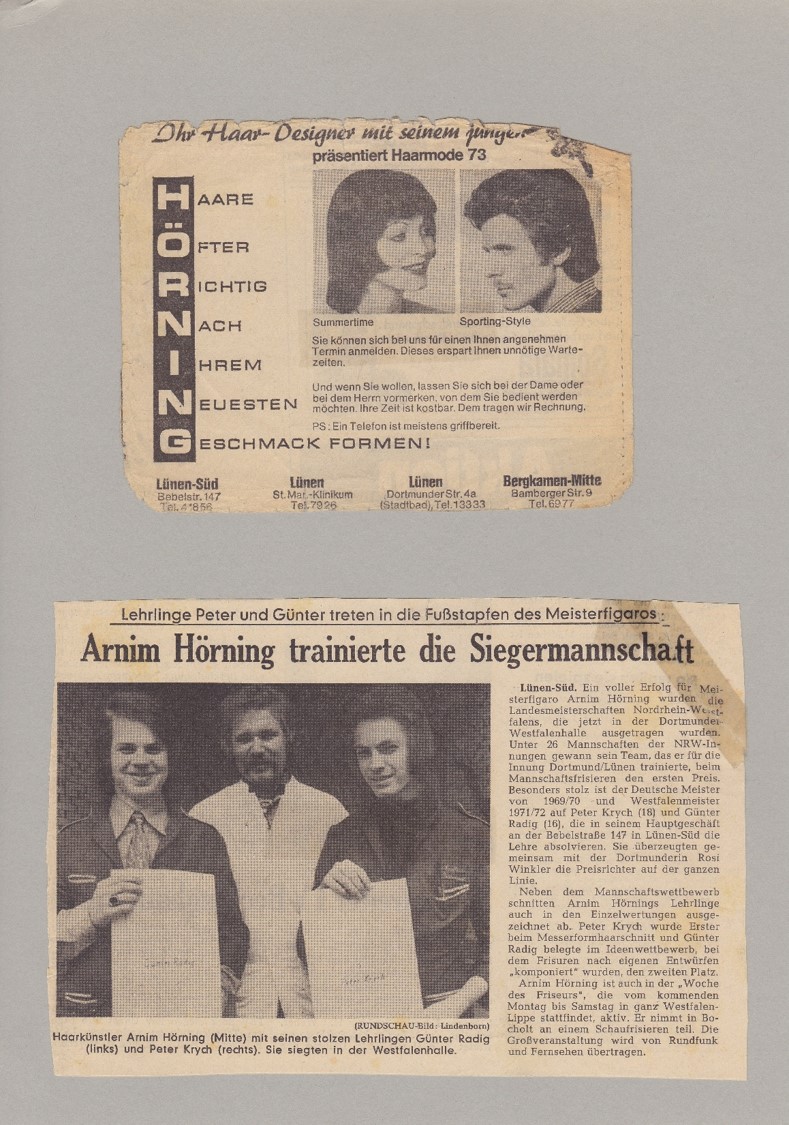 Ihr Haar-Designer mit seinem jungen
präsentiert Haarmode 73
HAARE
ÖFTER
RICHTIG
NACH
IHREM
NEUESTEN
GESCHMACK FORMEN!
Summertime
Sporting-Style
Sie können sich bei uns für einen Ihnen angenehmen
Termin anmelden. Dieses erspart Ihnen unnötige Warte-
zeiten.
Und wenn Sie wollen, lassen Sie sich bei der Dame oder
bei dem Herrn vormerken, von dem Sie bedient werden
möchten. Ihre Zeit ist kostbar. Dem tragen wir Rechnung.
PS: Ein Telefon ist meistens griffbereit.
Lünen-Süd
Bebelstr. 147
Tel. 41856
Lünen
St. Mar.-Klinikum
Tel. 7926
Lünen
Dortmunder Str. 4a
(Stadtbad), Tel. 13333
Bergkamen-Mitte
Bamberger Str. 9
Tel. 6977
Lehrlinge Peter und Günter treten in die Fußstapfen des Meisterfigaros:
Arnim Hörning trainierte die Siegermannschaft
Günter Radig
Peter Krych
(RUNDSCHAU-Bild: Lindenborn)
Haarkünstler Arnim Hörning (Mitte) mit seinen stolzen Lehrlingen Günter Radig
(links) und Peter Krych (rechts). Sie siegten in der Westfalenhalle.
Lünen-Süd. Ein voller Erfolg für Mei-
sterfigaro Arnim Hörning wurden die
Landesmeisterschaften Nordrhein-West-
falens, die jetzt in der Dortmunder
Westfalenhalle ausgetragen wurden.
Unter 26 Mannschaften der NRW-In-
nungen gewann sein Team, das er für die
Innung Dortmund/Lünen trainierte, beim
Mannschaftsfrisieren den ersten Preis.
Besonders stolz ist der Deutsche Meister
von 1969/70 und Westfalenmeister
1971/72 auf Peter Krych (18) und Günter
Radig (16), die in seinem Hauptgeschäft
an der Bebelstraße 147 in Lünen-Süd die
Lehre absolvieren. Sie überzeugten ge-
meinsam mit der Dortmunderin Rosi
Winkler die Preisrichter auf der ganzen
Linie.
Neben dem Mannschaftswettbewerb
schnitten Arnim Hörnings Lehrlinge
auch in den Einzelwertungen ausge-
zeichnet ab. Peter Krych wurde Erster
beim Messerformhaarschnitt und Günter
Radig belegte im Ideenwettbewerb, bei
dem Frisuren nach eigenen Entwürfen
„komponiert" wurden, den zweiten Platz.
Arnim Hörning ist auch in der „Woche
des Friseurs", die vom kommenden
Montag bis Samstag in ganz Westfalen-
Lippe stattfindet, aktiv. Er nimmt in Bo-
cholt an einem Schaufrisieren teil. Die
Großveranstaltung wird von Rundfunk
und Fernsehen übertragen.